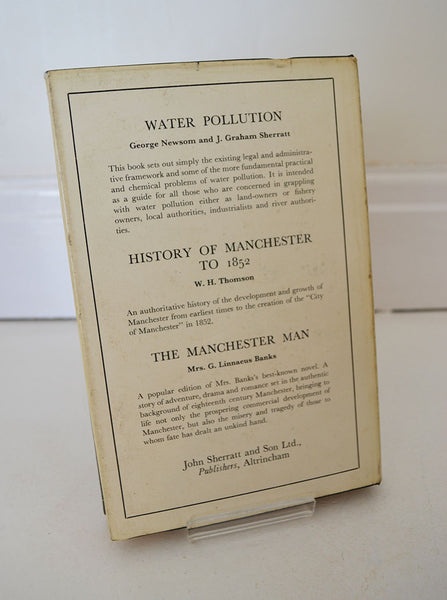 WATER POLLUTION
George Newsom and J. Graham Sherratt
This book sets out simply the existing legal and administra-
tive framework and some of the more fundamental practical
and chemical problems of water pollution. It is intended
as a guide for all those who are concerned in grappling
with water pollution either as land-owners or fishery
owners, local authorities, industrialists and river authori-
ties.
HISTORY OF MANCHESTER
TO 1852
W. H. Thomson
An authoritative history of the development and growth of
Manchester from earliest times to the creation of the "City
of Manchester" in 1852.
THE MANCHESTER MAN
Mrs. G. Linnaeus Banks
A popular edition of Mrs. Banks's best-known novel. A
story of adventure, drama and romance set in the authentic
background of eighteenth century Manchester, bringing to
life not only the prospering commercial development of
Manchester, but also the misery and tragedy of those to
whom fate has dealt an unkind hand.
John Sherratt and Son Ltd.,
Publishers, Altrincham